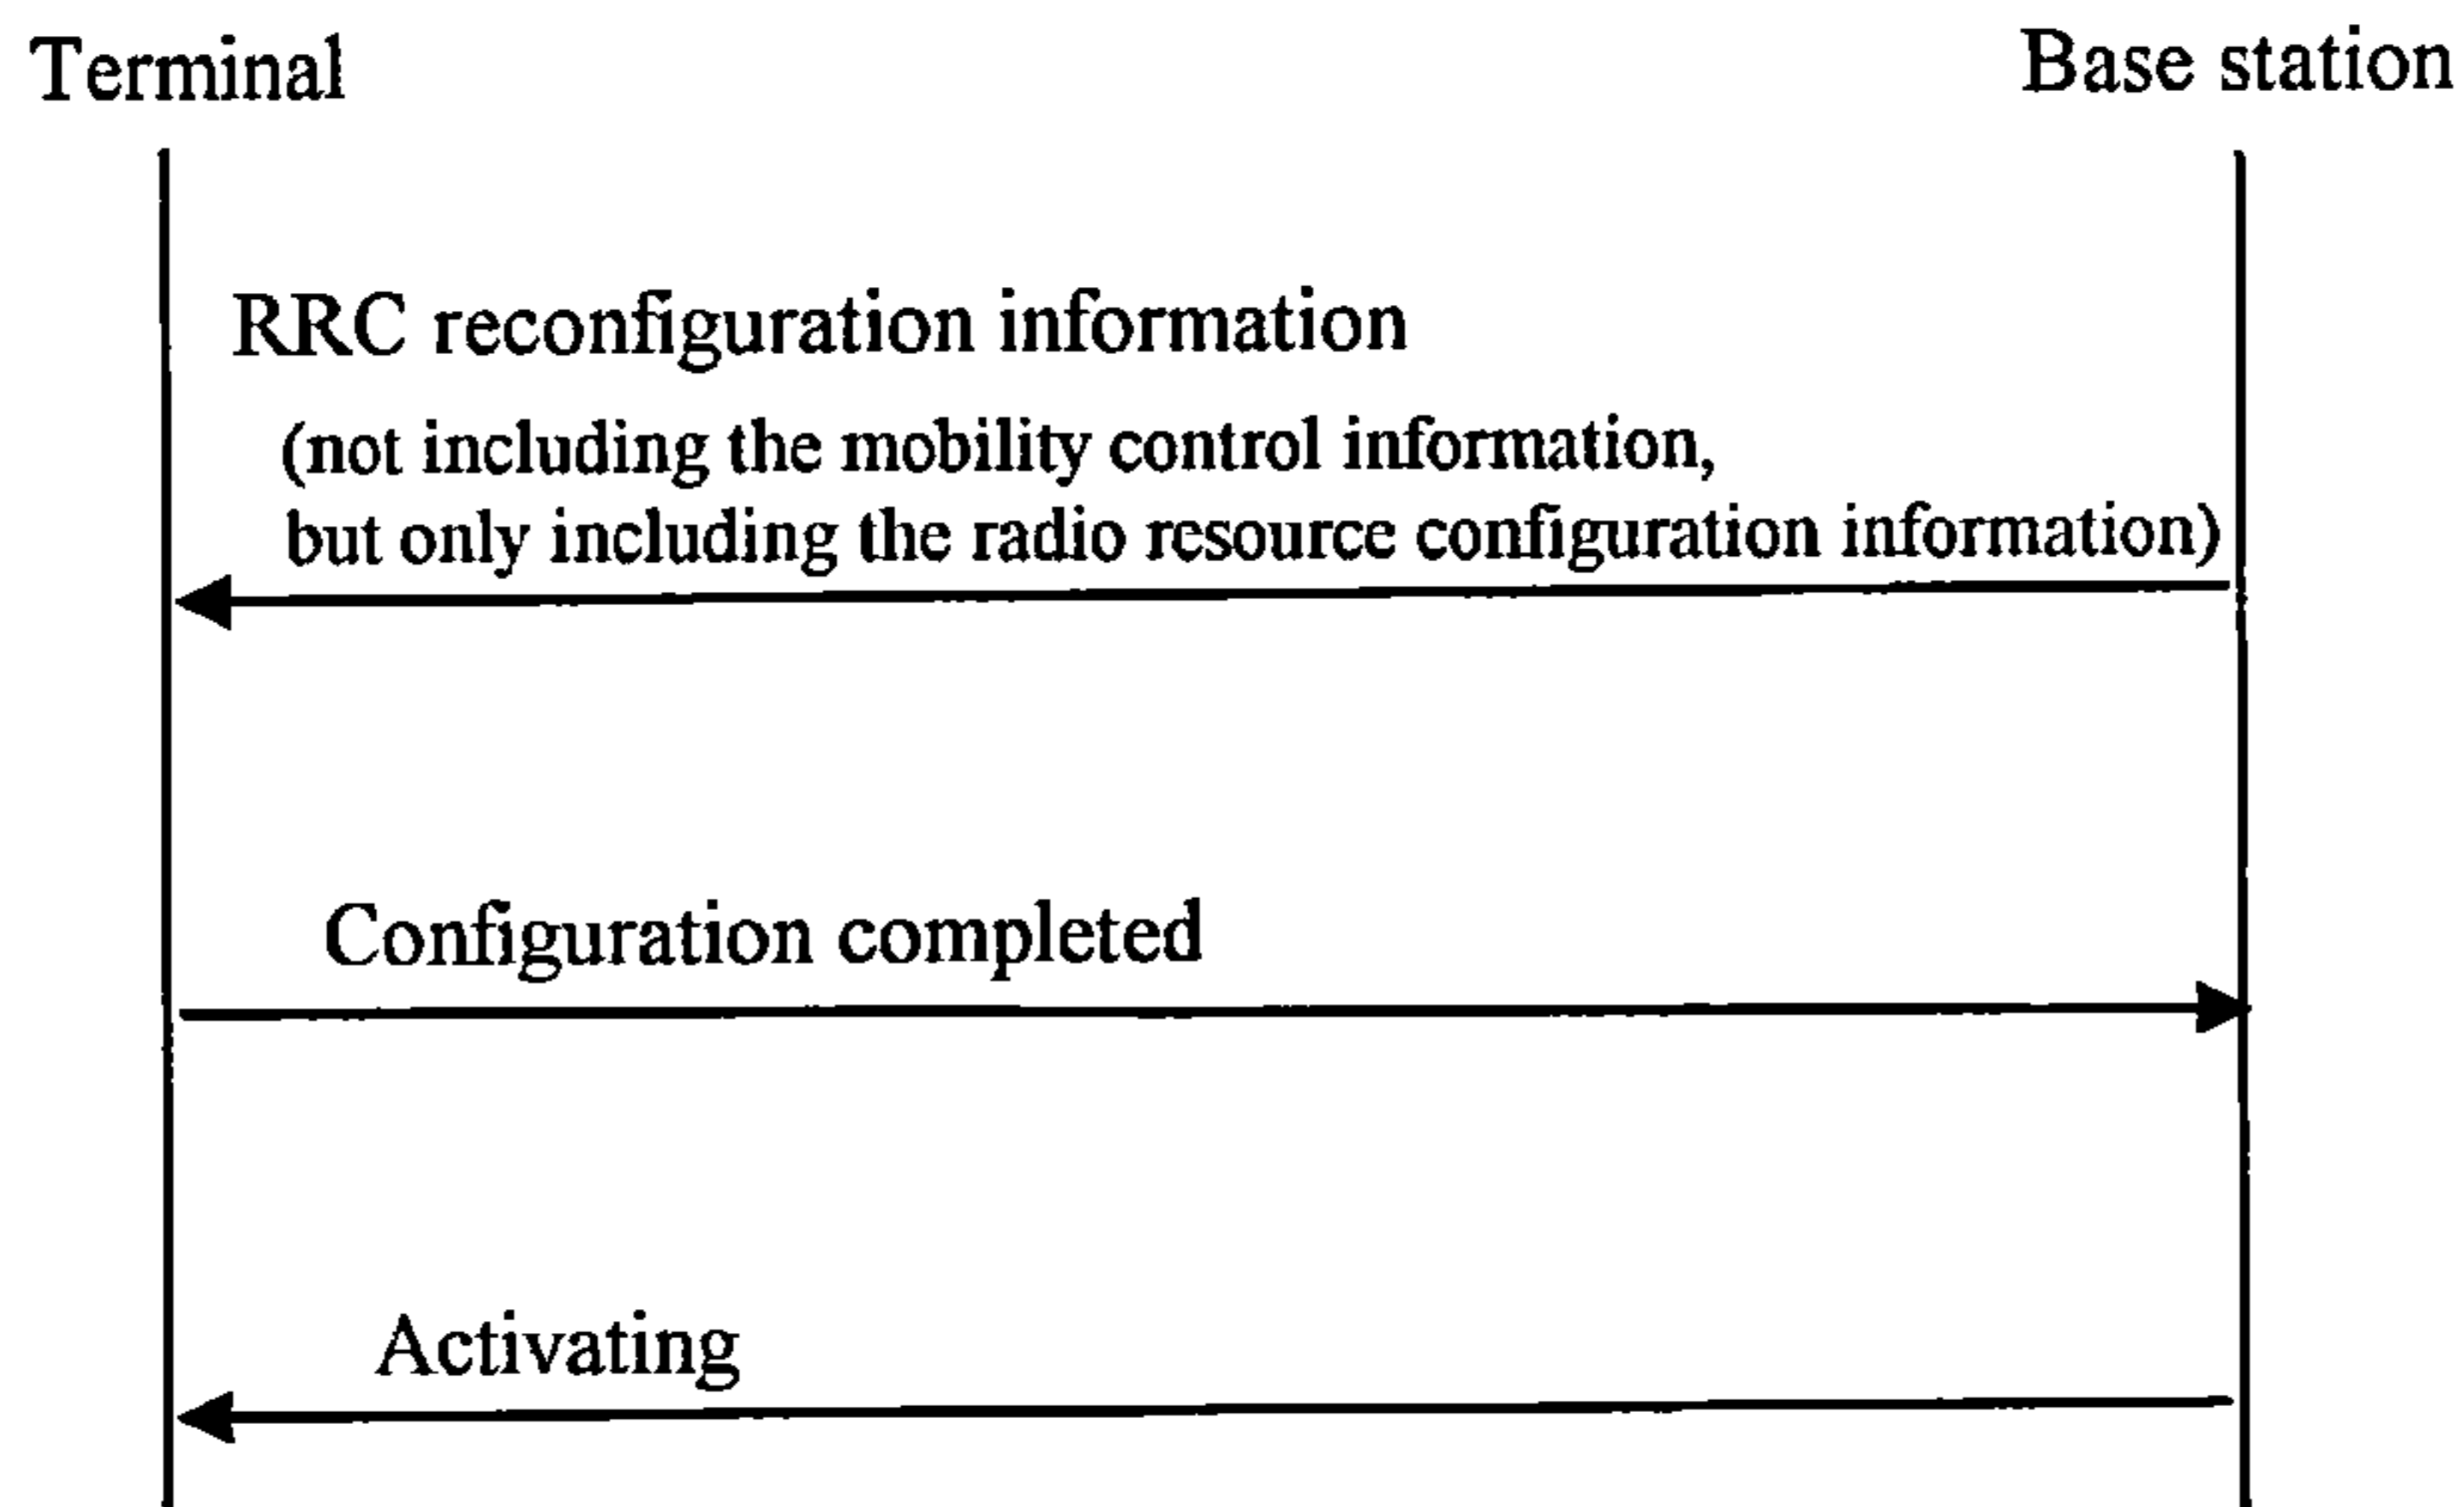 Terminal
Base station
RRC reconfiguration information
(not including the mobility control information,
but only including the radio resource configuration information)
Configuration completed
Activating